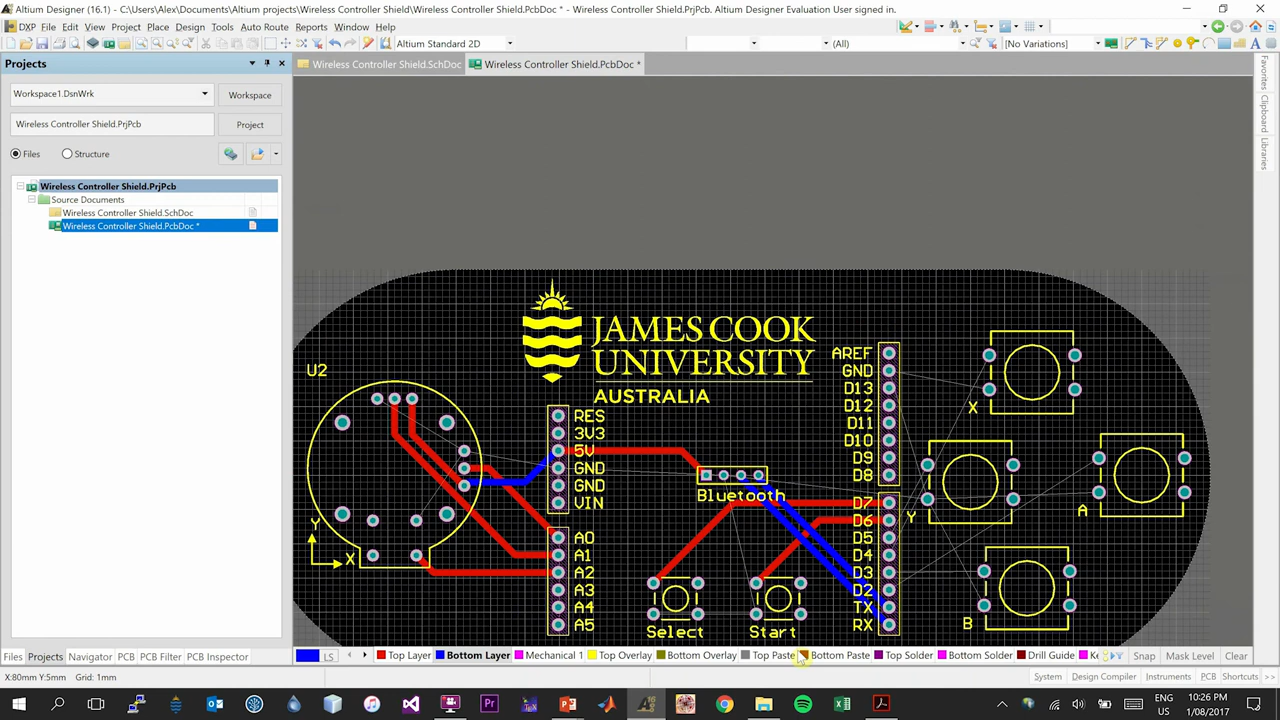 Altium Designer (16.1) - C:\Users\Alex\Documents\Altium projects\Wireless Controller Shield\Wireless Controller Shield.PcbDoc * - Wireless Controller Shield.PrjPcb. Altium Designer Evaluation User signed in.
DXP File Edit View Project Place Design Tools Auto Route Reports Window Help
Altium Standard 2D (All) [No Variations]
Projects
Wireless Controller Shield.SchDoc Wireless Controller Shield.PcbDoc *
Workspace1.DsnWrk Workspace
Wireless Controller Shield.PrjPcb Project
Files Structure
Wireless Controller Shield.PrjPcb
Source Documents
Wireless Controller Shield.SchDoc
Wireless Controller Shield.PcbDoc *
Favorites
Clipboard
Libraries
JAMES COOK
UNIVERSITY
AUSTRALIA
U2
Y
X
RES
3V3
5V
GND
GND
VIN
A0
A1
A2
A3
A4
A5
Bluetooth
Select
Start
AREF
GND
D13
D12
D11
D10
D9
D8
D7
D6
D5
D4
D3
D2
TX
RX
X
Y
A
B
Files Projects Navigator PCB PCB Filter PCB Inspector
LS Top Layer Bottom Layer Mechanical 1 Top Overlay Bottom Overlay Top Paste Bottom Paste Top Solder Bottom Solder Drill Guide Ke Snap Mask Level Clear
X:80mm Y:5mm Grid: 1mm System Design Compiler Instruments PCB Shortcuts >>
ENG
US
10:26 PM
1/08/2017